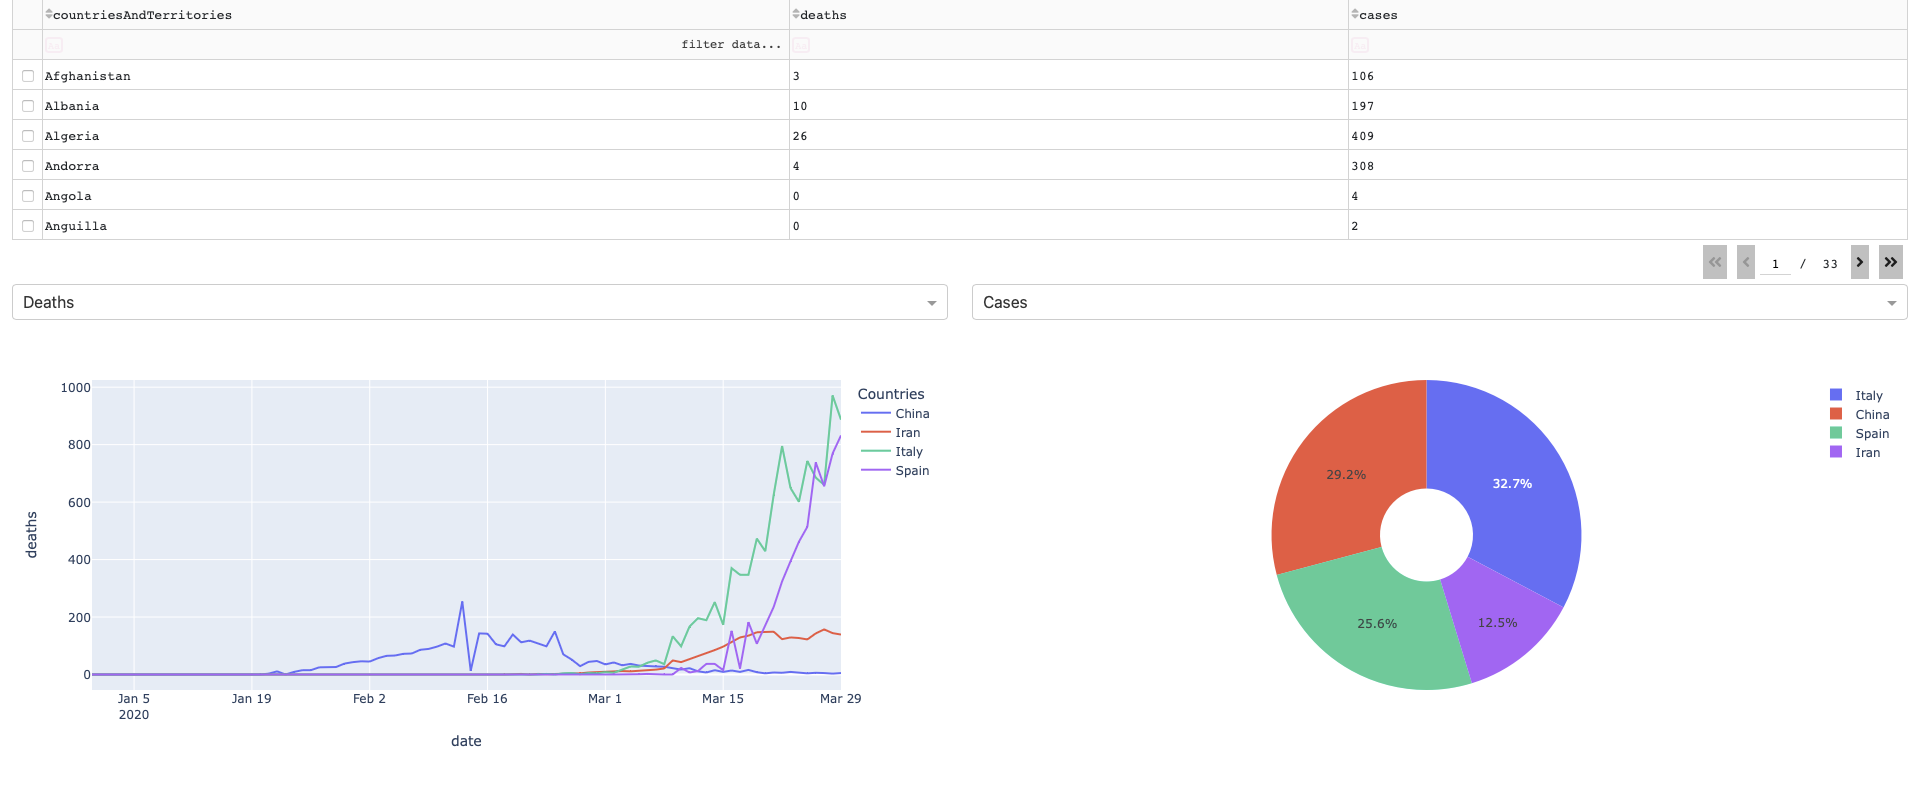 countriesAndTerritories deaths cases
filter data...
Afghanistan 3 106
Albania 10 197
Algeria 26 409
Andorra 4 308
Angola 0 4
Anguilla 0 2
1 / 33
Deaths
Cases
1000
800
600
400
200
0
deaths
Jan 5
2020
Jan 19
Feb 2
Feb 16
Mar 1
Mar 15
Mar 29
date
Countries
China
Iran
Italy
Spain
29.2%
32.7%
25.6%
12.5%
Italy
China
Spain
Iran